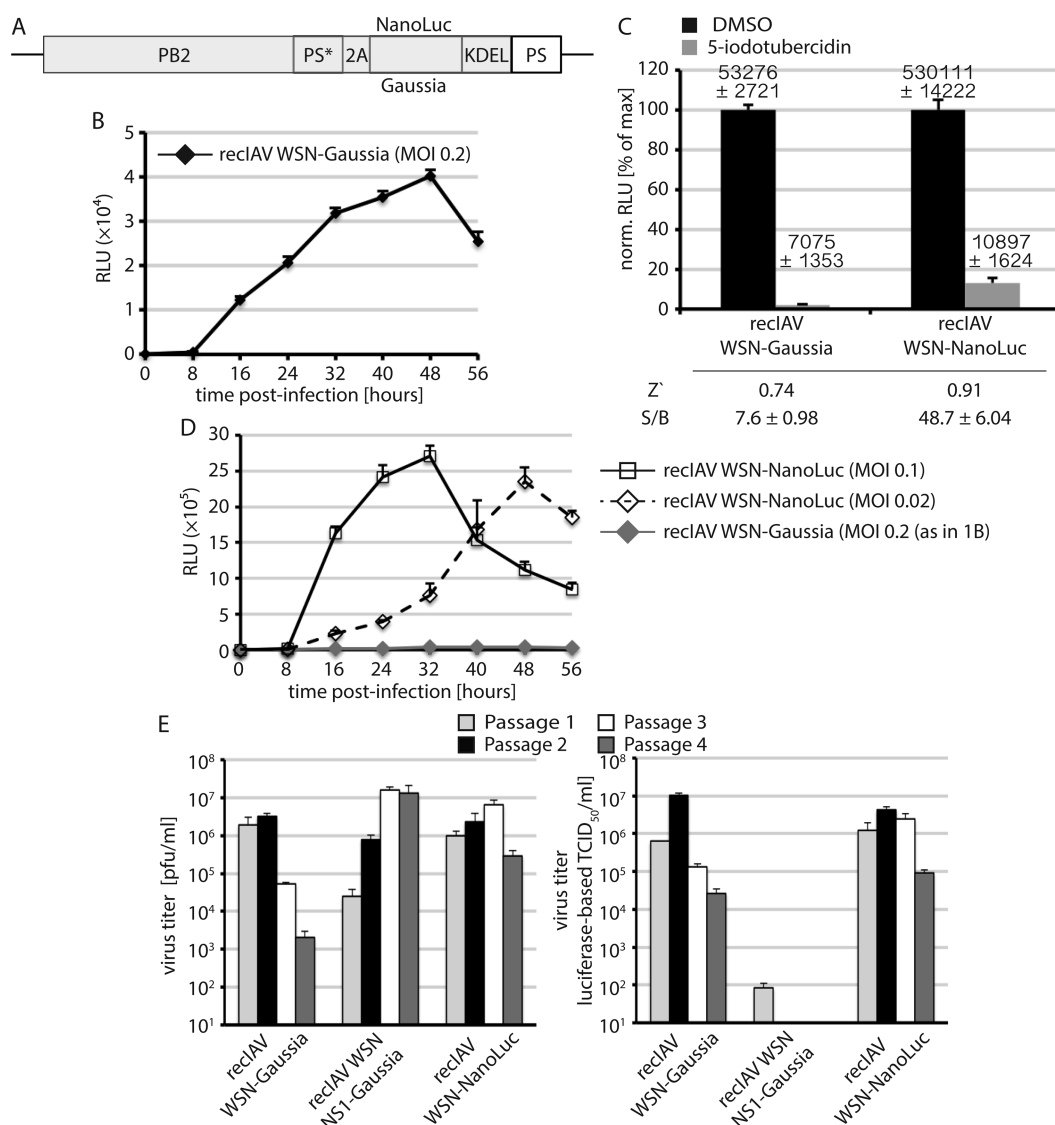 A
NanoLuc
PB2 PS* 2A KDEL PS
Gaussia
B
RLU (×10⁴)
5
4
3
2
1
0
recIAV WSN-Gaussia (MOI 0.2)
0 8 16 24 32 40 48 56
time post-infection [hours]
C
DMSO
5-iodotubercidin
norm. RLU [% of max]
120
100
80
60
40
20
0
53276
± 2721
530111
± 14222
7075
± 1353
10897
± 1624
recIAV
WSN-Gaussia
recIAV
WSN-NanoLuc
Z` 0.74 0.91
S/B 7.6 ± 0.98 48.7 ± 6.04
D
RLU (×10⁵)
30
25
20
15
10
5
0
0 8 16 24 32 40 48 56
time post-infection [hours]
recIAV WSN-NanoLuc (MOI 0.1)
recIAV WSN-NanoLuc (MOI 0.02)
recIAV WSN-Gaussia (MOI 0.2 (as in 1B)
E
Passage 1
Passage 2
Passage 3
Passage 4
virus titer [pfu/ml]
10⁸
10⁷
10⁶
10⁵
10⁴
10³
10²
10¹
recIAV
WSN-Gaussia
recIAV WSN
NS1-Gaussia
recIAV
WSN-NanoLuc
virus titer
luciferase-based TCID₅₀/ml]
10⁸
10⁷
10⁶
10⁵
10⁴
10³
10²
10¹
recIAV
WSN-Gaussia
recIAV WSN
NS1-Gaussia
recIAV
WSN-NanoLuc